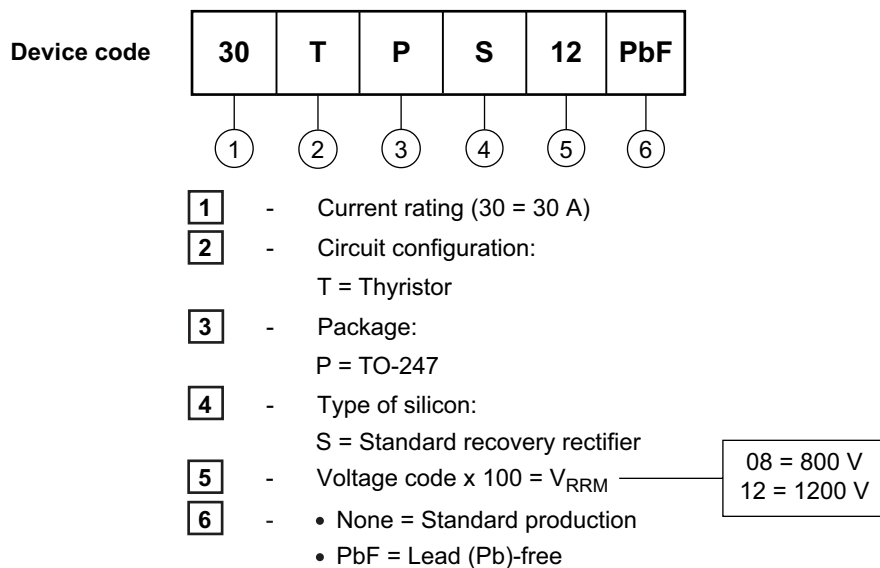 Device code 30 T P S 12 PbF
1 2 3 4 5 6
1 - Current rating (30 = 30 A)
2 - Circuit configuration:
T = Thyristor
3 - Package:
P = TO-247
4 - Type of silicon:
S = Standard recovery rectifier
5 - Voltage code x 100 = VRRM
08 = 800 V
12 = 1200 V
6 - • None = Standard production
• PbF = Lead (Pb)-free